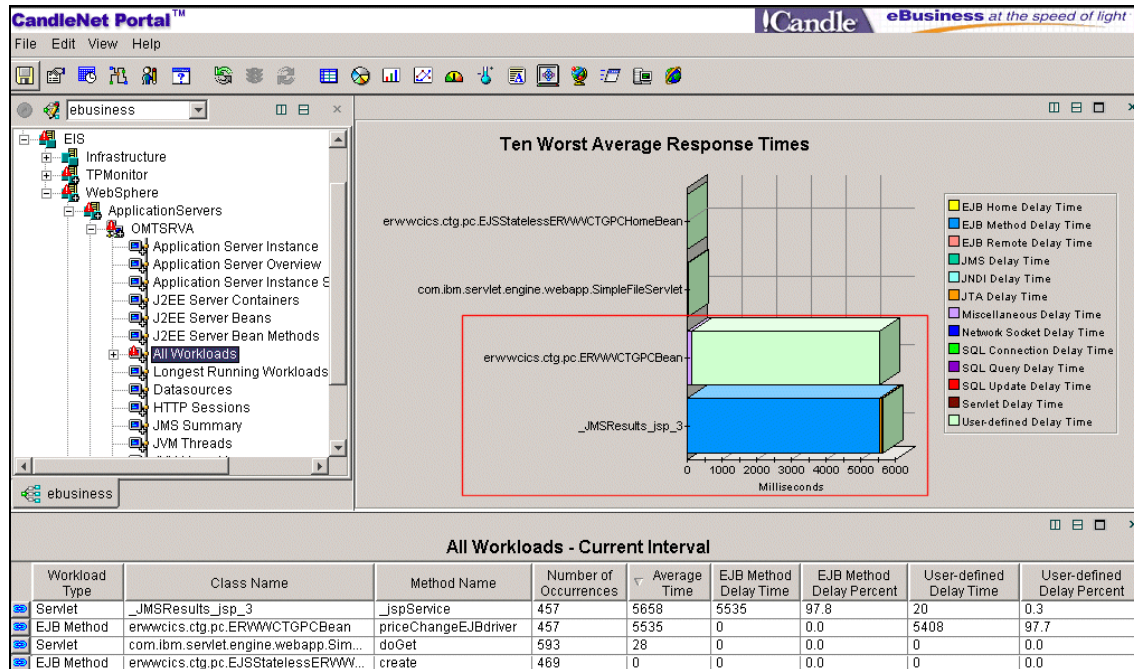 CandleNet Portal™
!Candle eBusiness at the speed of light
File Edit View Help
ebusiness
EIS
Infrastructure
TPMonitor
WebSphere
ApplicationServers
OMTSRVA
Application Server Instance
Application Server Overview
Application Server Instance S
J2EE Server Containers
J2EE Server Beans
J2EE Server Bean Methods
All Workloads
Longest Running Workloads
Datasources
HTTP Sessions
JMS Summary
JVM Threads
ebusiness
Ten Worst Average Response Times
erwwcics.ctg.pc.EJSStatelessERWWCTGPCHomeBean
com.ibm.servlet.engine.webapp.SimpleFileServlet
erwwcics.ctg.pc.ERWWCTGPCBean
_JMSResults_jsp_3
0 1000 2000 3000 4000 5000 6000
Milliseconds
EJB Home Delay Time
EJB Method Delay Time
EJB Remote Delay Time
JMS Delay Time
JNDI Delay Time
JTA Delay Time
Miscellaneous Delay Time
Network Socket Delay Time
SQL Connection Delay Time
SQL Query Delay Time
SQL Update Delay Time
Servlet Delay Time
User-defined Delay Time
All Workloads - Current Interval
Workload Type Class Name Method Name Number of Occurrences Average Time EJB Method Delay Time EJB Method Delay Percent User-defined Delay Time User-defined Delay Percent
Servlet _JMSResults_jsp_3 _jspService 457 5658 5535 97.8 20 0.3
EJB Method erwwcics.ctg.pc.ERWWCTGPCBean priceChangeEJBdriver 457 5535 0 0.0 5408 97.7
Servlet com.ibm.servlet.engine.webapp.Sim... doGet 593 28 0 0.0 0 0.0
EJB Method erwwcics.ctg.pc.EJSStatelessERWW... create 469 0 0 0.0 0 0.0